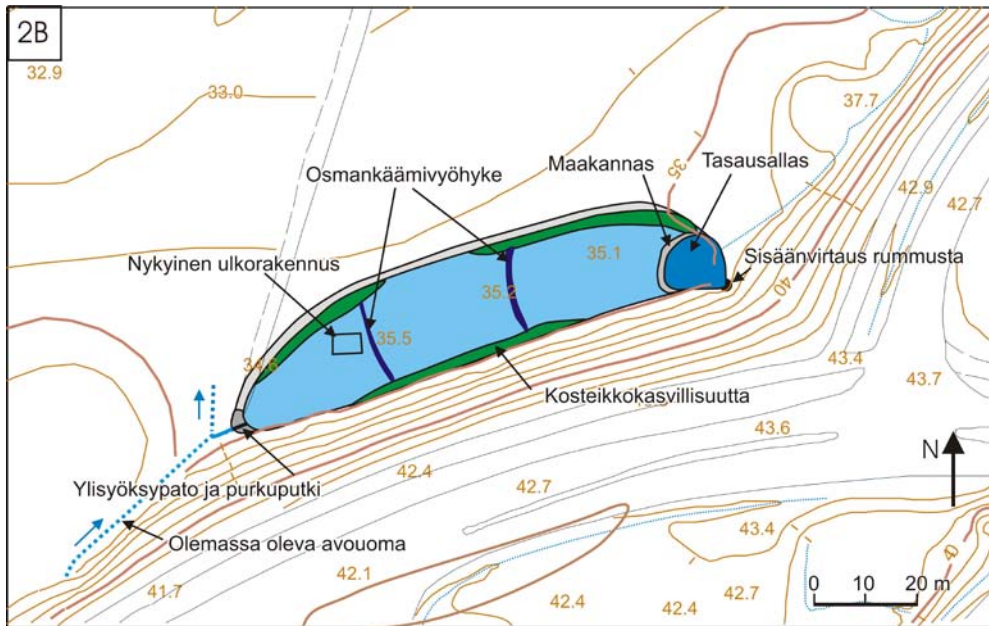 2B
32.9
33.0
37.7
Osmankäämivyöhyke
Maakannas
Tasausallas
35
42.9
42.7
Nykyinen ulkorakennus
35.1
Sisäänvirtaus rummusta
35.2
40
35.5
34.8
43.4
43.7
Kosteikkokasvillisuutta
43.6
42.4
N
Ylisyöksypato ja purkuputki
42.7
Olemassa oleva avouoma
43.4
42.1
41.7
42.4
42.4
42.7
40
0 10 20 m